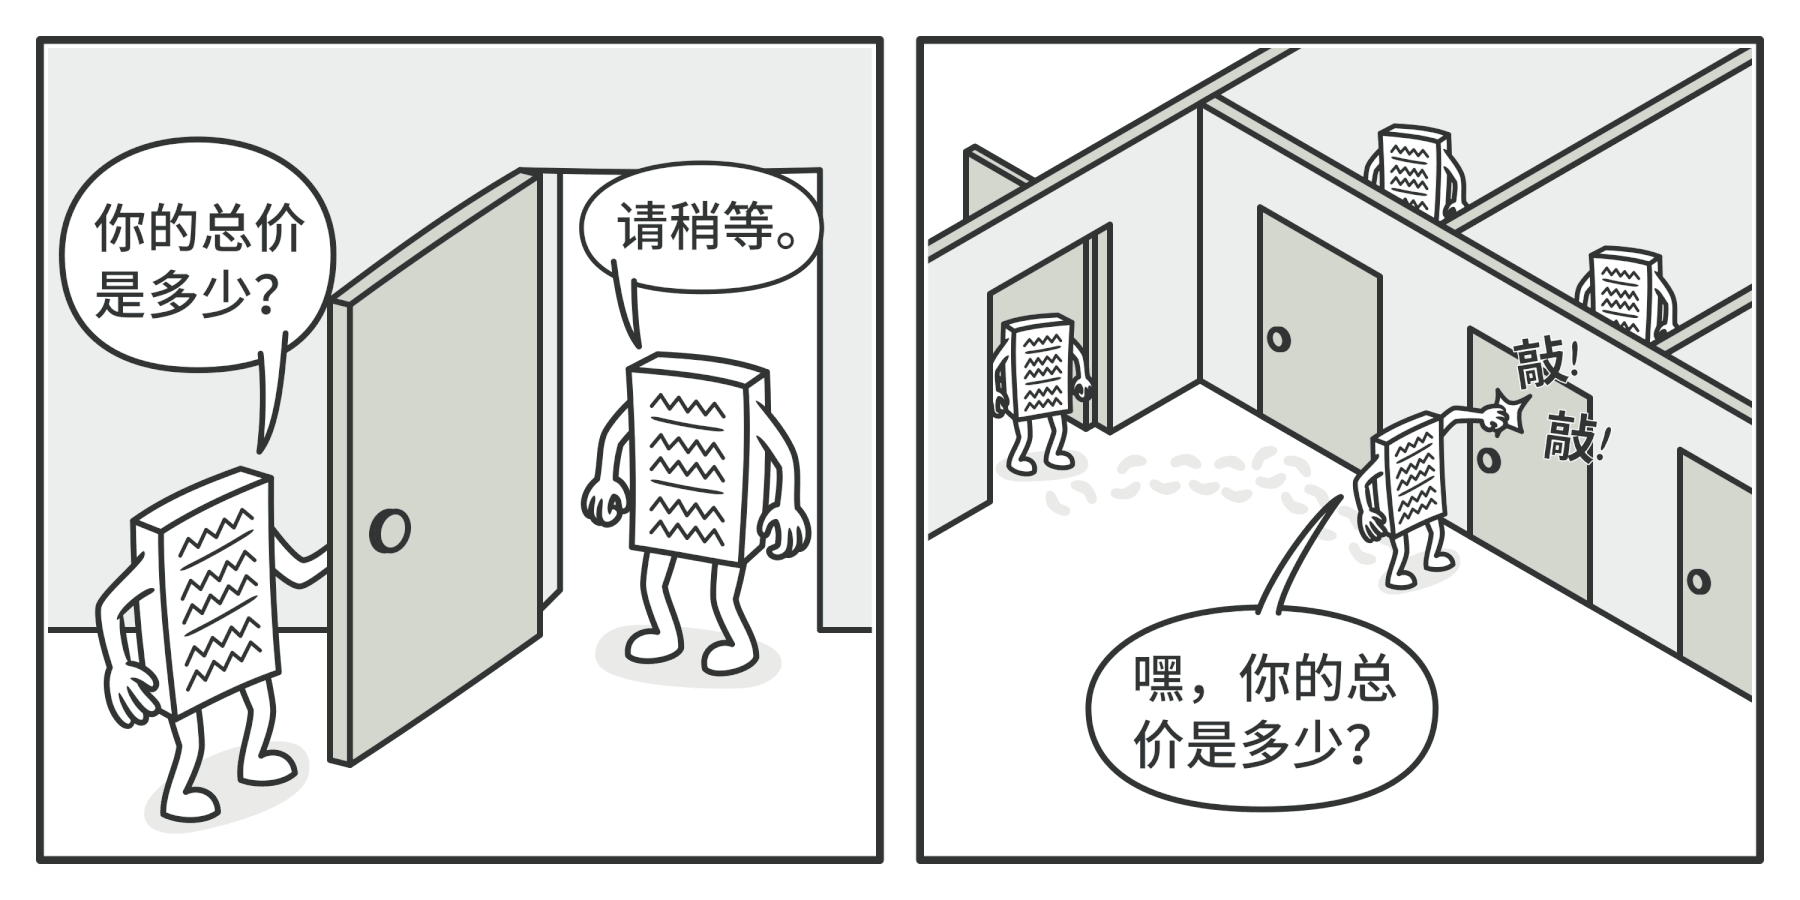 你的总价
是多少？
请稍等。
敲！
敲！
嘿，你的总
价是多少？